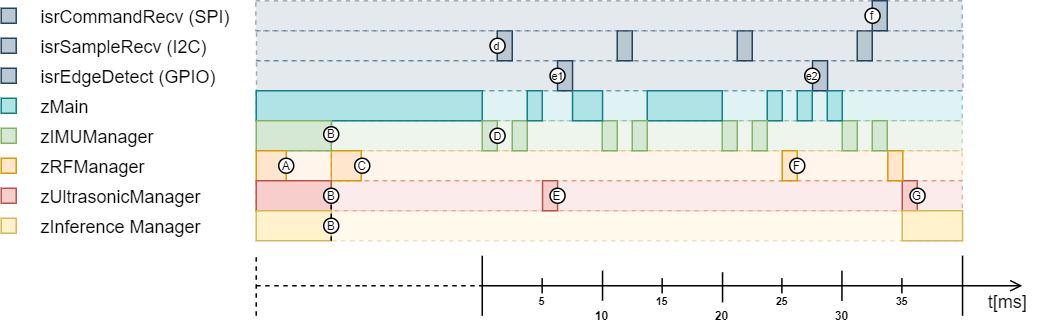 isrCommandRecv (SPI)
f
isrSampleRecv (I2C)
d
isrEdgeDetect (GPIO)
e1
e2
zMain
zIMUManager
B
D
zRFManager
A
C
F
zUltrasonicManager
B
E
G
zInference Manager
B
5
10
15
20
25
30
35
t[ms]